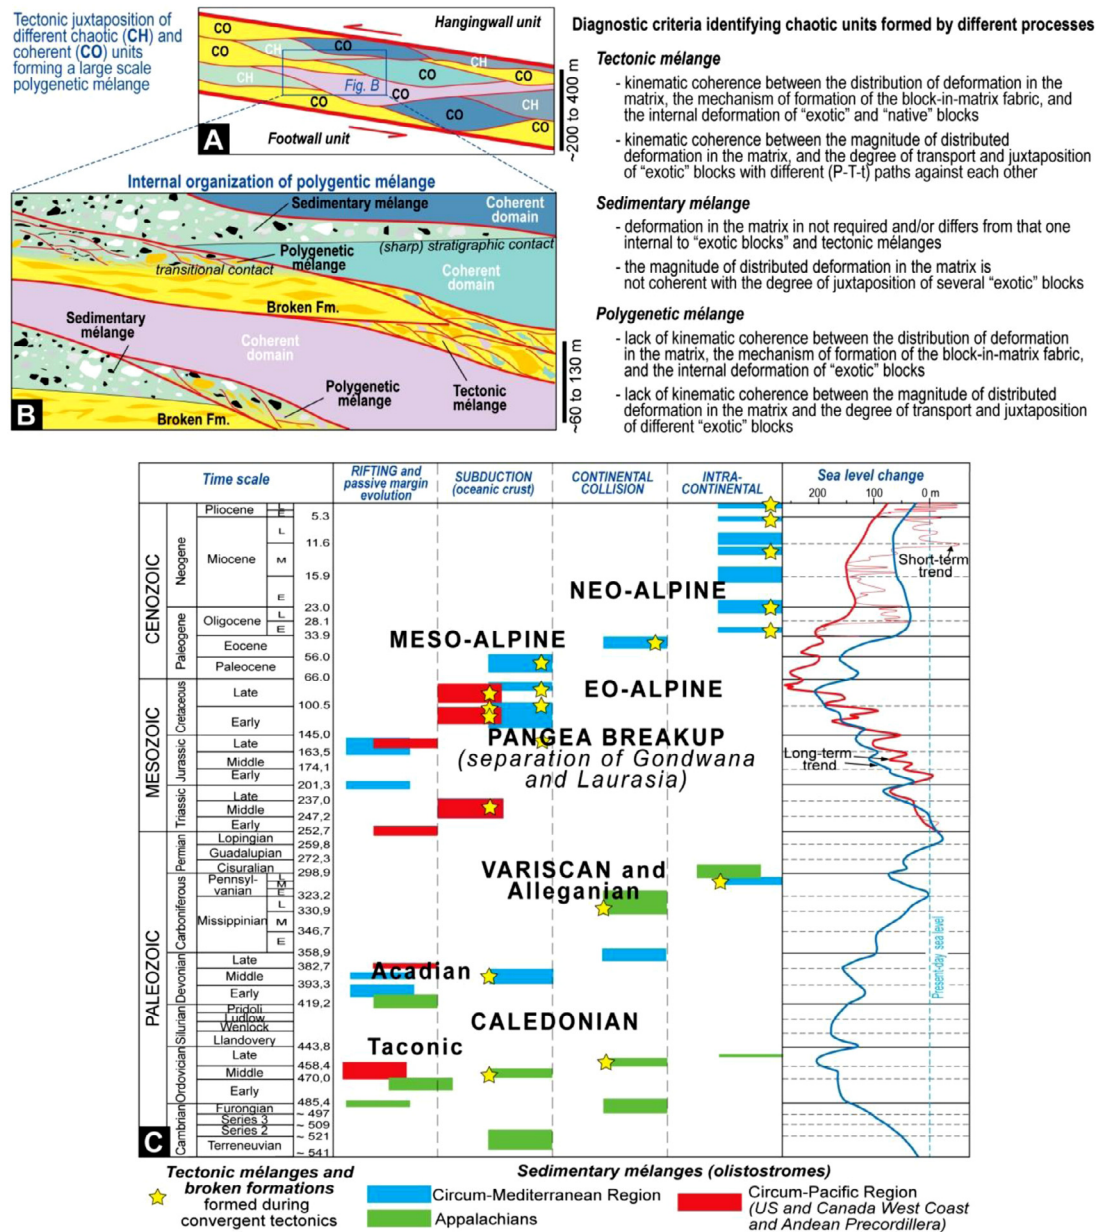 Tectonic juxtaposition of
different chaotic (CH) and
coherent (CO) units
forming a large scale
polygenetic mélange
CO
CO
CH
CO
CH
CH
CO
CO
CO
CO
Fig. B
CO
CH
CO
CO
Hangingwall unit
Footwall unit
A
~200 to 400 m
Internal organization of polygentic mélange
Sedimentary mélange
Coherent
domain
(sharp) stratigraphic contact
Polygenetic
mélange
transitional contact
Coherent
domain
Broken Fm.
Sedimentary
mélange
Coherent
domain
Polygenetic
mélange
Tectonic
mélange
Broken Fm.
B
~60 to 130 m
Diagnostic criteria identifying chaotic units formed by different processes
Tectonic mélange
- kinematic coherence between the distribution of deformation in the
matrix, the mechanism of formation of the block-in-matrix fabric, and
the internal deformation of “exotic” and “native” blocks
- kinematic coherence between the magnitude of distributed
deformation in the matrix, and the degree of transport and juxtaposition
of “exotic” blocks with different (P-T-t) paths against each other
Sedimentary mélange
- deformation in the matrix in not required and/or differs from that one
internal to “exotic blocks” and tectonic mélanges
- the magnitude of distributed deformation in the matrix is
not coherent with the degree of juxtaposition of several “exotic” blocks
Polygenetic mélange
- lack of kinematic coherence between the distribution of deformation
in the matrix, the mechanism of formation of the block-in-matrix fabric,
and the internal deformation of “exotic” blocks
- lack of kinematic coherence between the magnitude of distributed
deformation in the matrix and the degree of transport and juxtaposition
of different “exotic” blocks
Time scale
RIFTING and
passive margin
evolution
SUBDUCTION
(oceanic crust)
CONTINENTAL
COLLISION
INTRA-
CONTINENTAL
Sea level change
200 100 0 m
CENOZOIC
MESOZOIC
PALEOZOIC
Neogene
Paleogene
Cretaceous
Jurassic
Triassic
Permian
Carboniferous
Devonian
Silurian
Ordovician
Cambrian
Pliocene
E
5.3
L
11.6
Miocene
M
15.9
E
23.0
Oligocene
L
28.1
E
33.9
Eocene
56.0
Paleocene
66.0
Late
100.5
Early
145,0
Late
163,5
Middle
174,1
Early
201,3
Late
237,0
Middle
247,2
Early
252,7
Lopingian
259,8
Guadalupian
272,3
Cisuralian
298,9
Pennsyl-
vanian
L
M
E
323,2
Missippinian
L
330,9
M
346,7
E
358,9
Late
382,7
Middle
393,3
Early
419,2
Pridoli
Ludlow
Wenlock
Llandovery
443,8
Late
458,4
Middle
470,0
Early
485,4
Furongian
~ 497
Series 3
~ 509
Series 2
~ 521
Terreneuvian
~ 541
NEO-ALPINE
MESO-ALPINE
EO-ALPINE
PANGEA BREAKUP
(separation of Gondwana
and Laurasia)
VARISCAN and
Alleganian
Acadian
CALEDONIAN
Taconic
Short-term
trend
Long-term
trend
Present-day sea level
C
Tectonic mélanges and
broken formations
formed during
convergent tectonics
Sedimentary mélanges (olistostromes)
Circum-Mediterranean Region
Appalachians
Circum-Pacific Region
(US and Canada West Coast
and Andean Precordillera)